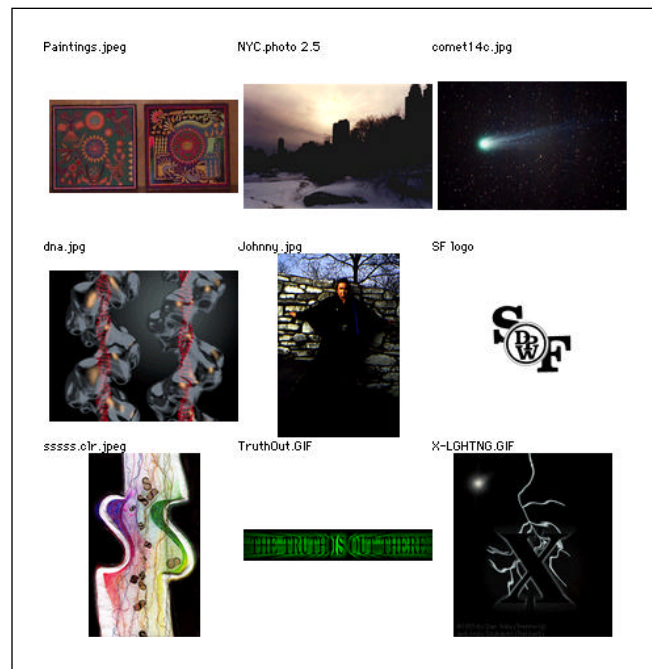 Paintings.jpeg
NYC.photo 2.5
comet14c.jpg
dna.jpg
Johnny.jpg
SF logo
S DPW F
sssss.clr.jpeg
TruthOut.GIF
X-LGHTNG.GIF
THE TRUTH IS OUT THERE
X